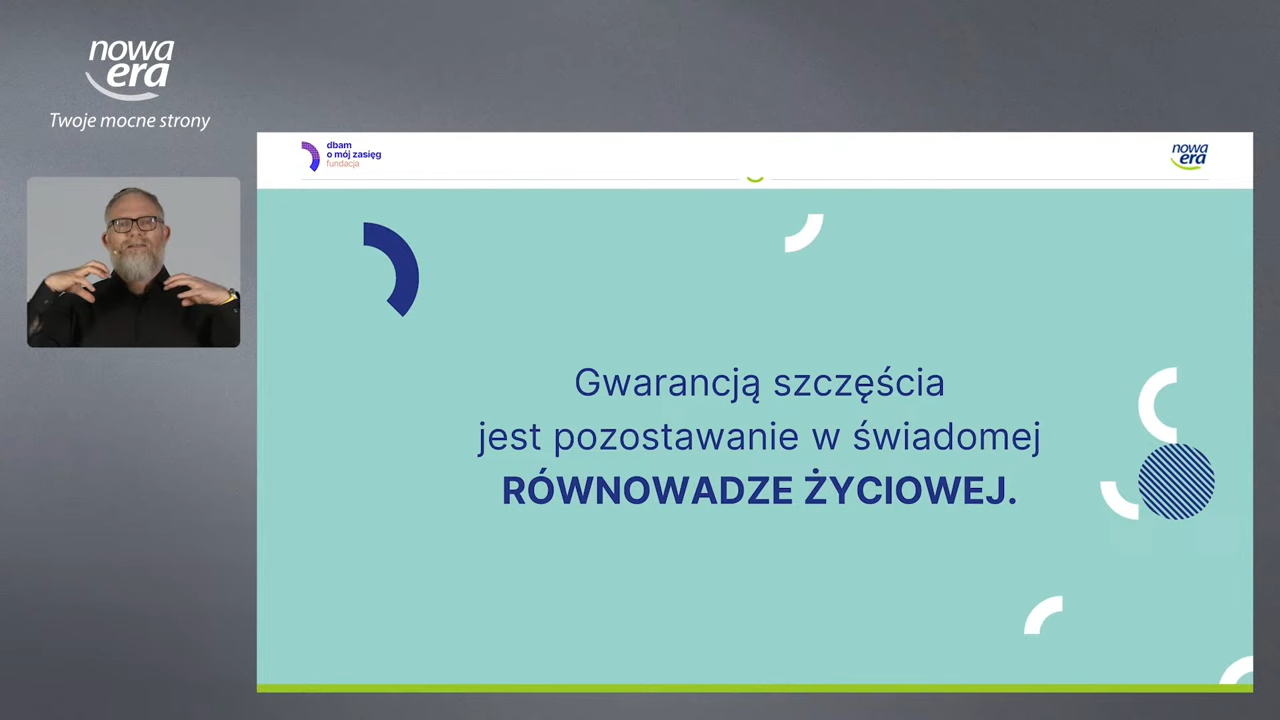 nowa
era
Twoje mocne strony
dbam
o mój zasięg
fundacja
nowa
era
Gwarancją szczęścia
jest pozostawanie w świadomej
RÓWNOWADZE ŻYCIOWEJ.